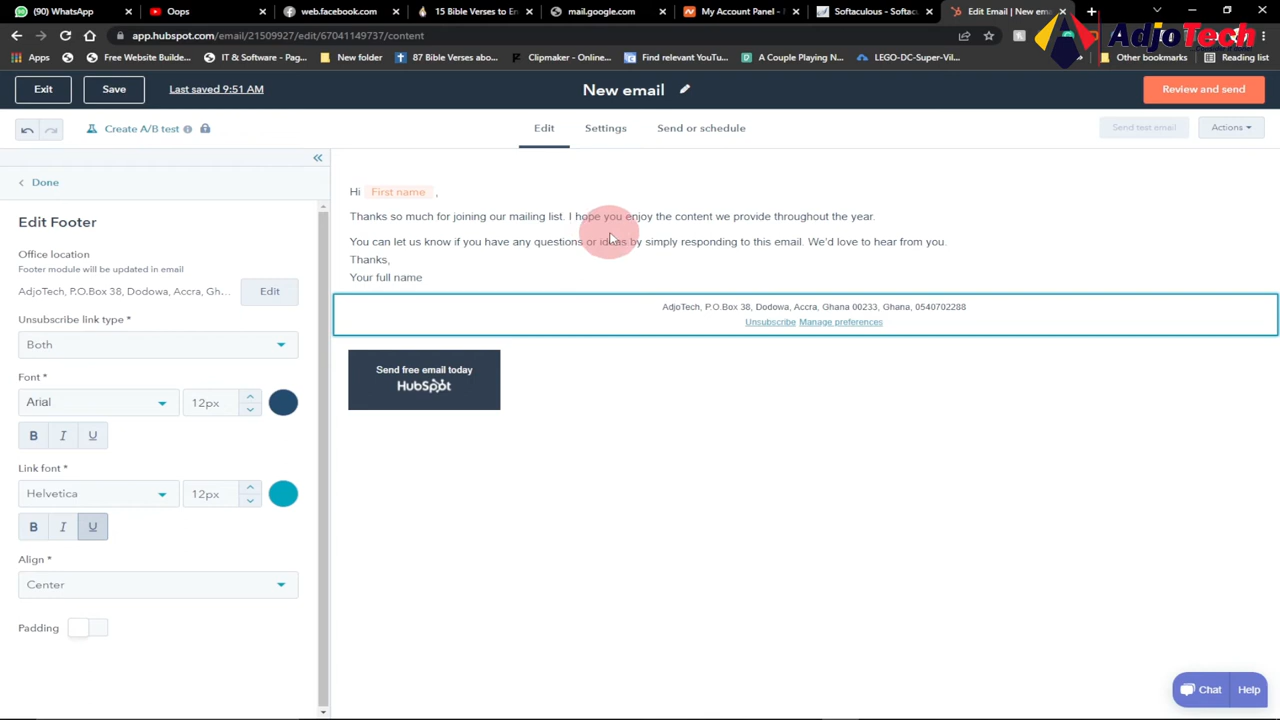 (90) WhatsApp
Oops
web.facebook.com
15 Bible Verses to En
mail.google.com
My Account Panel -
Softaculous - Softac
Edit Email | New ema
app.hubspot.com/email/21509927/edit/67041149737/content
Apps
Free Website Builde...
IT & Software - Pag...
New folder
87 Bible Verses abo...
Clipmaker - Online...
Find relevant YouTu...
A Couple Playing N...
LEGO-DC-Super-Vil...
Other bookmarks
Reading list
AdjoTech
Exit
Save
Last saved 9:51 AM
New email
Review and send
Create A/B test
Edit
Settings
Send or schedule
Send test email
Actions
Done
Edit Footer
Office location
Footer module will be updated in email
AdjoTech, P.O.Box 38, Dodowa, Accra, Gh...
Edit
Unsubscribe link type *
Both
Font *
Arial
12px
B I U
Link font *
Helvetica
12px
B I U
Align *
Center
Padding
Hi First name ,
Thanks so much for joining our mailing list. I hope you enjoy the content we provide throughout the year.
You can let us know if you have any questions or ideas by simply responding to this email. We'd love to hear from you.
Thanks,
Your full name
AdjoTech, P.O.Box 38, Dodowa, Accra, Ghana 00233, Ghana, 0540702288
Unsubscribe Manage preferences
Send free email today
HubSpot
Chat
Help